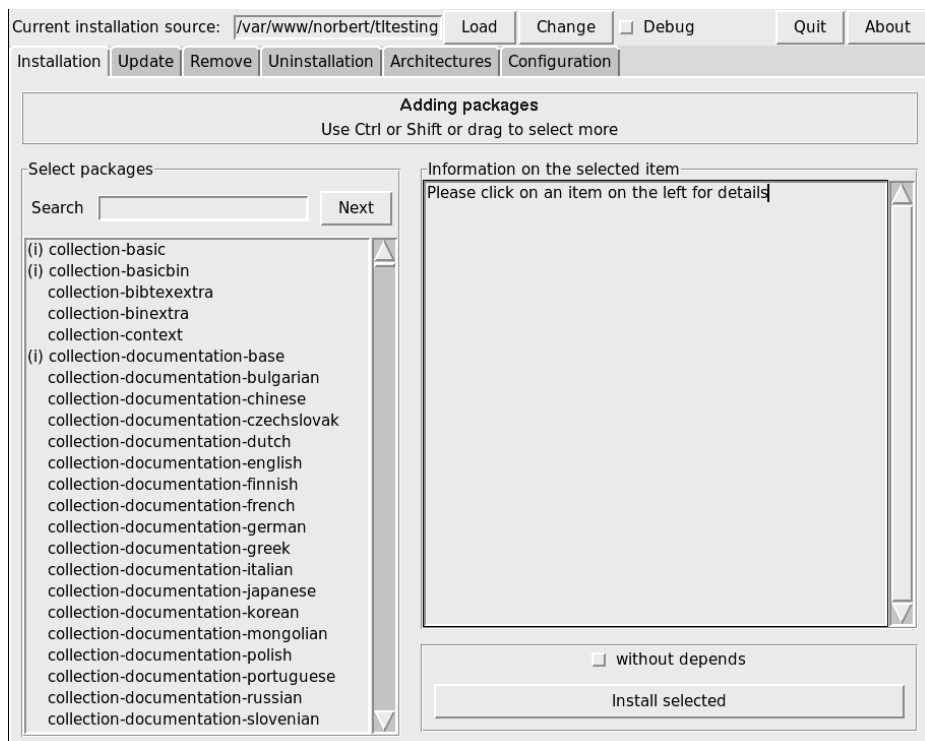 Current installation source: /var/www/norbert/tltesting Load Change Debug Quit About
Installation Update Remove Uninstallation Architectures Configuration
Adding packages
Use Ctrl or Shift or drag to select more
Select packages
Search Next
(i) collection-basic
(i) collection-basicbin
collection-bibtexextra
collection-binextra
collection-context
(i) collection-documentation-base
collection-documentation-bulgarian
collection-documentation-chinese
collection-documentation-czechslovak
collection-documentation-dutch
collection-documentation-english
collection-documentation-finnish
collection-documentation-french
collection-documentation-german
collection-documentation-greek
collection-documentation-italian
collection-documentation-japanese
collection-documentation-korean
collection-documentation-mongolian
collection-documentation-polish
collection-documentation-portuguese
collection-documentation-russian
collection-documentation-slovenian
Information on the selected item
Please click on an item on the left for details
without depends
Install selected